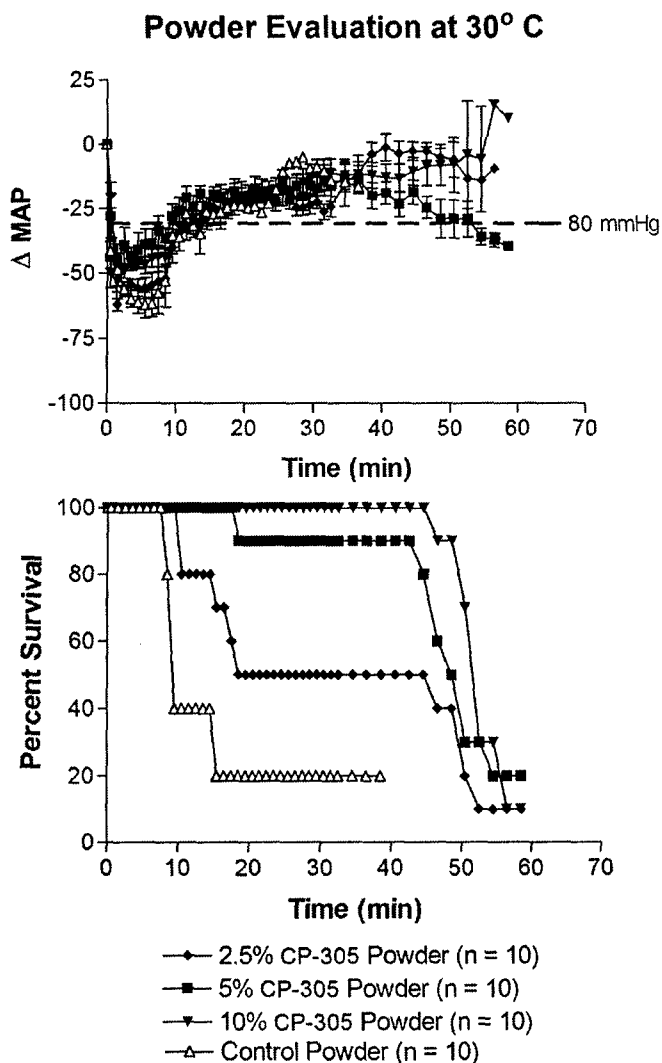 Powder Evaluation at 30° C
25
0
-25
-50
-75
-100
Δ MAP
80 mmHg
0 10 20 30 40 50 60 70
Time (min)
100
80
60
40
20
0
Percent Survival
0 10 20 30 40 50 60 70
Time (min)
2.5% CP-305 Powder (n = 10)
5% CP-305 Powder (n = 10)
10% CP-305 Powder (n = 10)
Control Powder (n = 10)